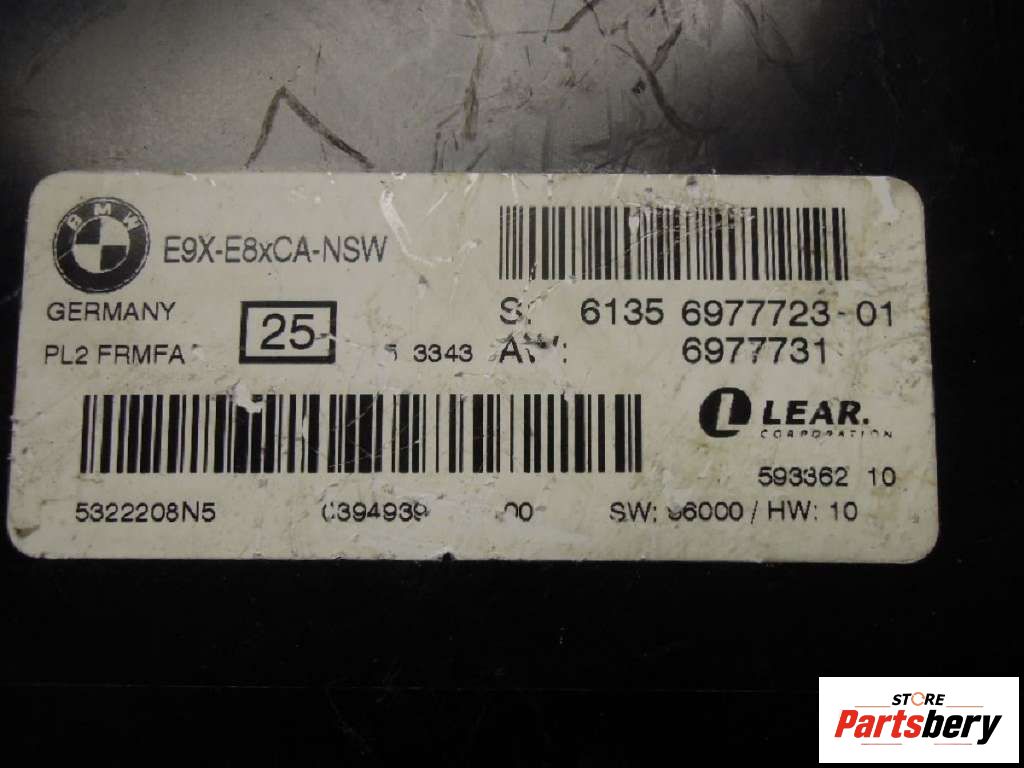 BMW
E9X-E8xCA-NSW
GERMANY
25
PL2 3343
S: 6135 6977723-01
AW: 6977731
LEAR.
CORPORATION
593362 10
5322208N5 00
SW: / HW: 10
STORE
Partsbery